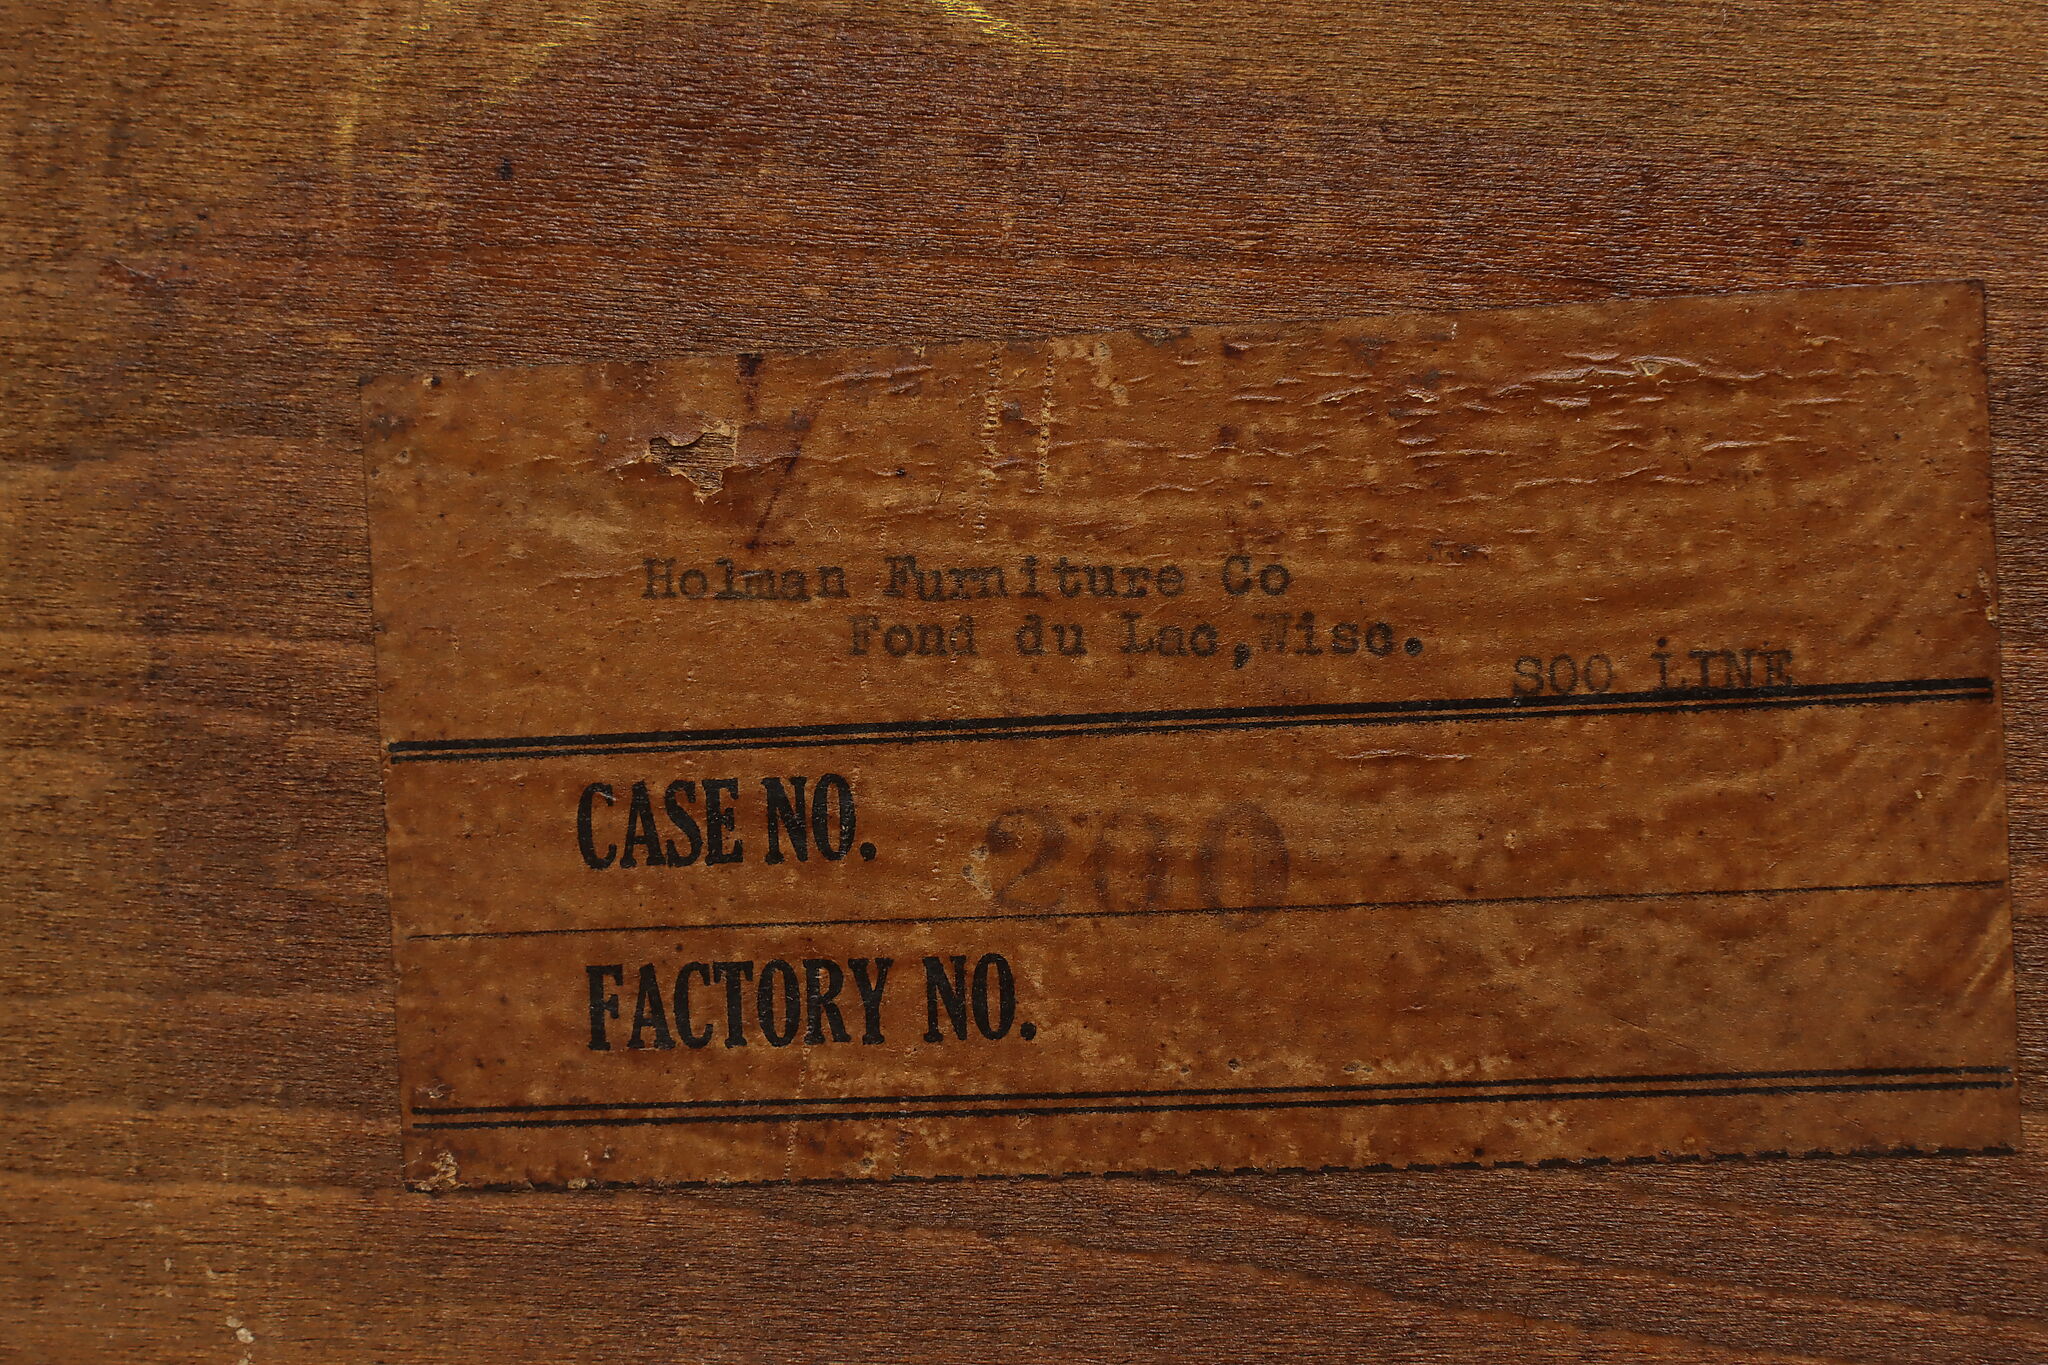 Holman Furniture Co
Fond du Lac,Wisc.
SOO LINE
CASE NO. 200
FACTORY NO.